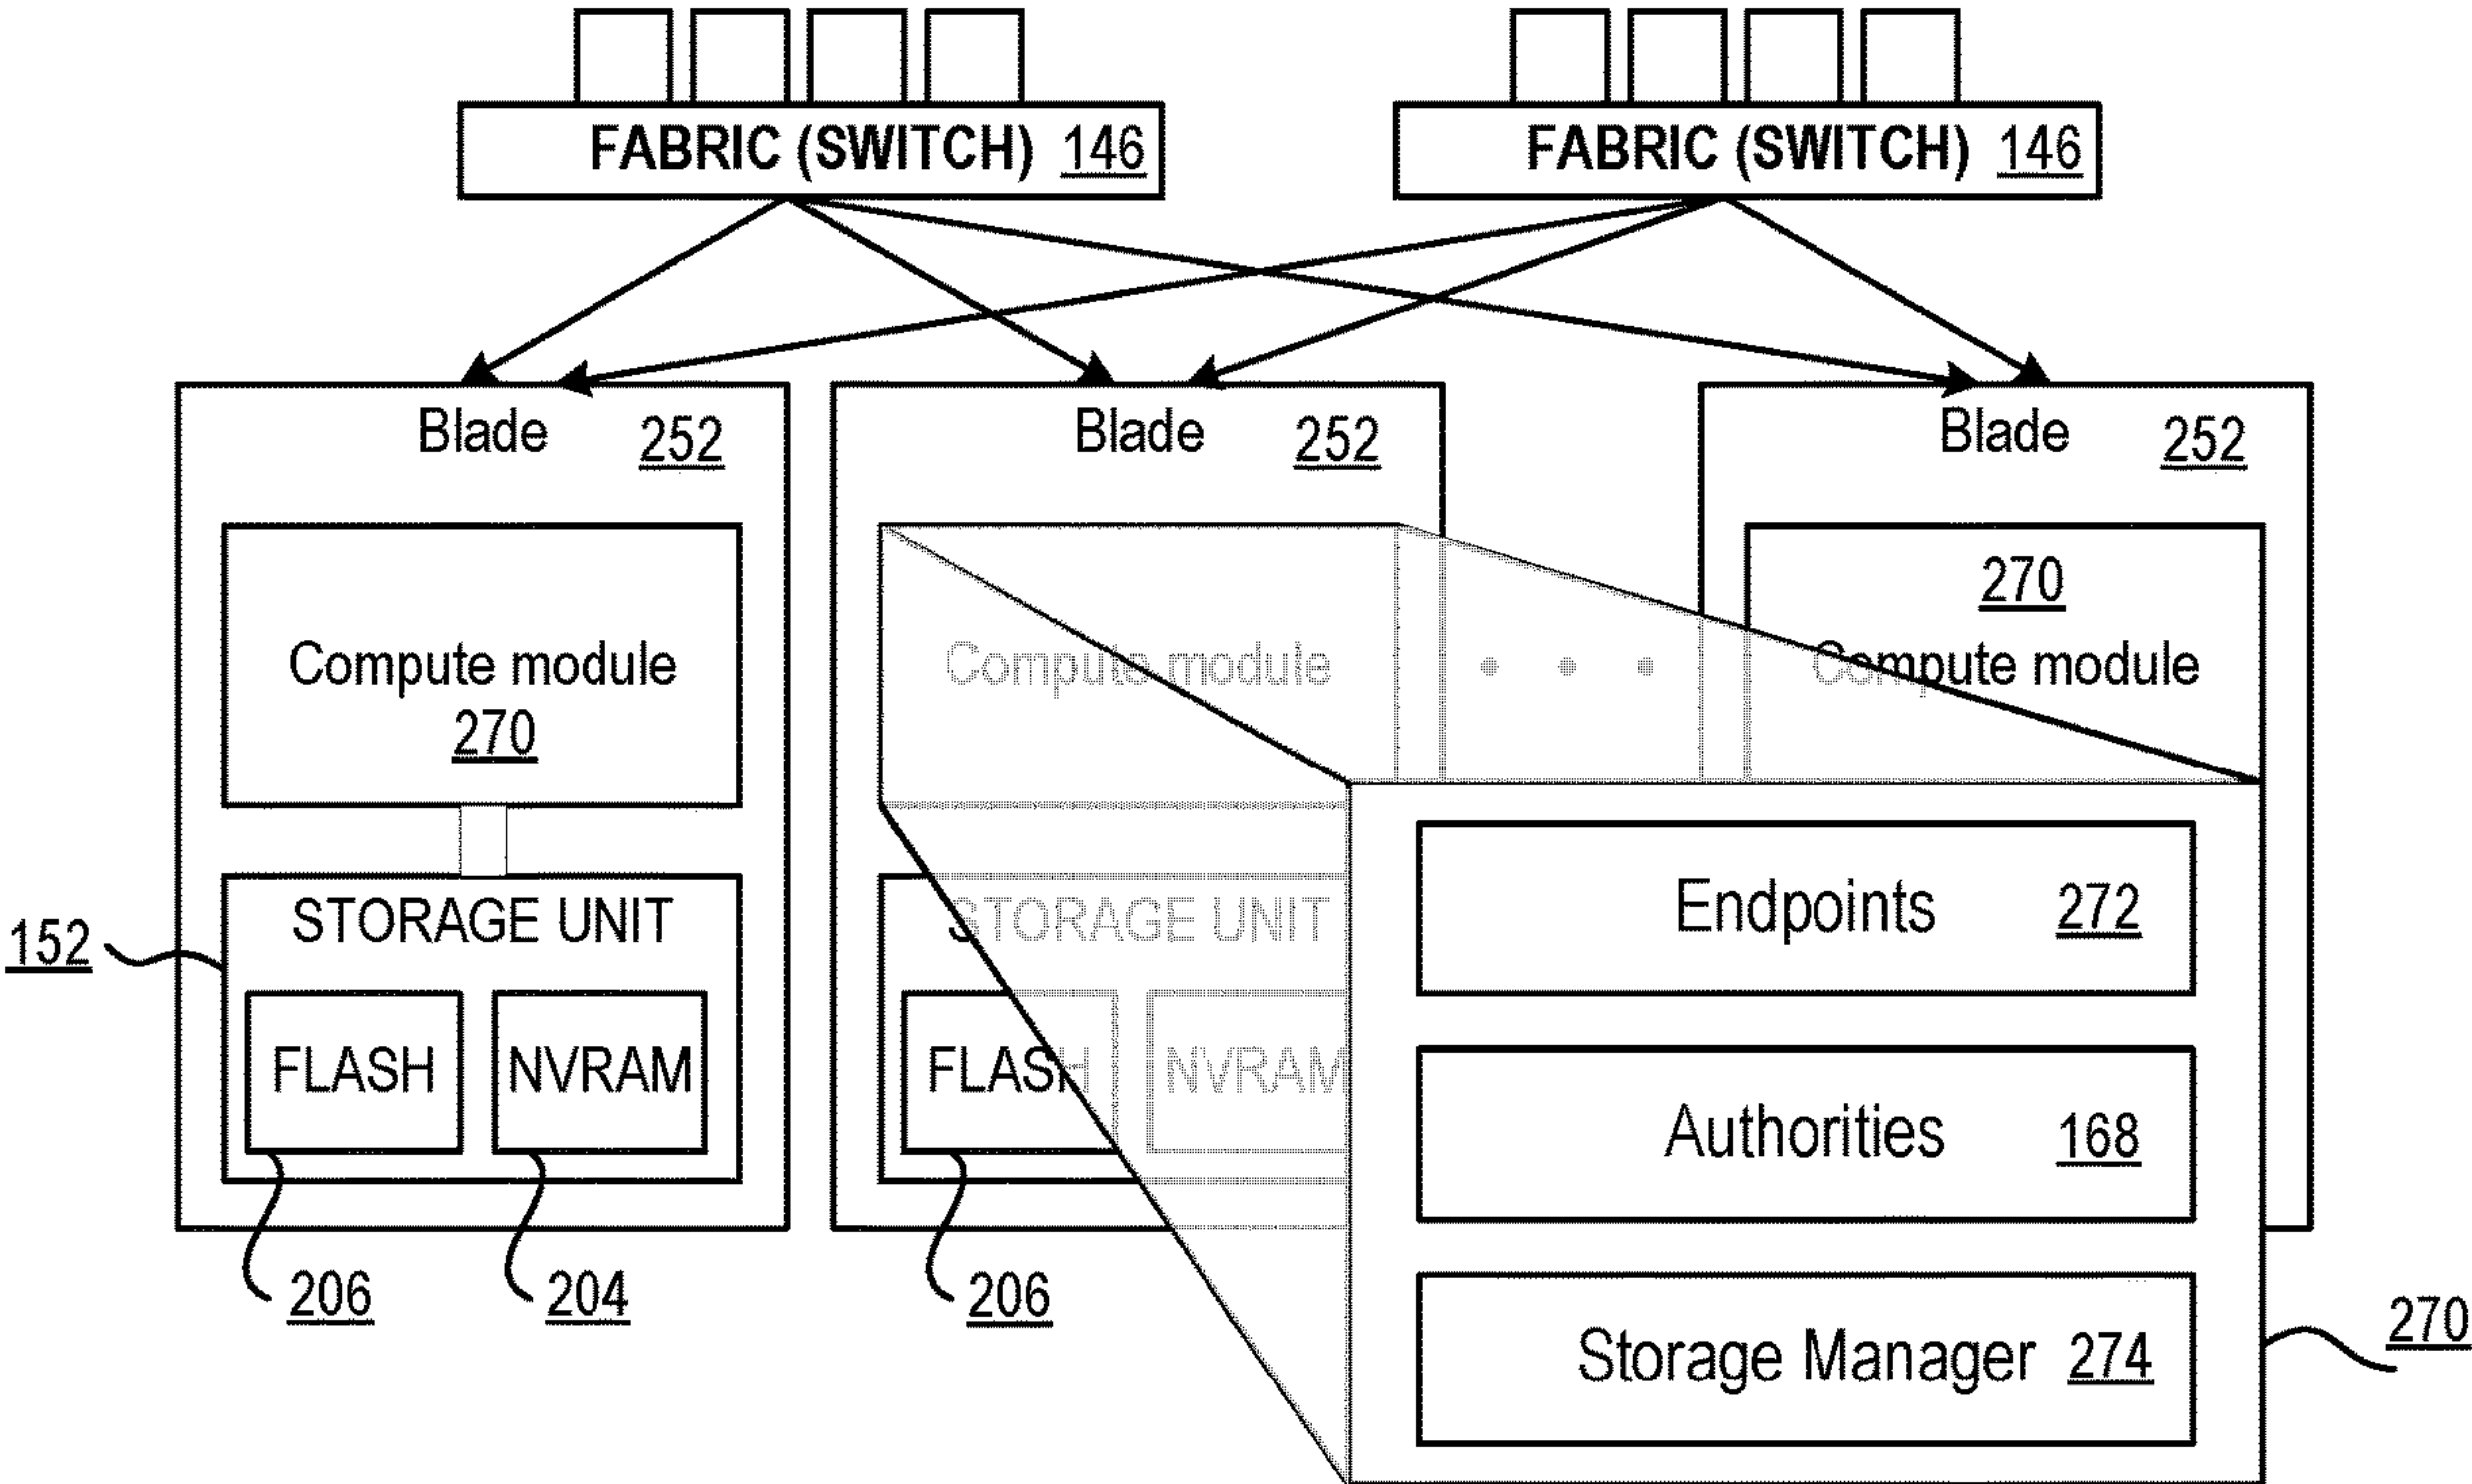 FABRIC (SWITCH) 146
FABRIC (SWITCH) 146
Blade 252
Blade 252
Blade 252
Compute module
270
Compute module
270
Compute module
STORAGE UNIT
152
FLASH
NVRAM
206
204
STORAGE UNIT
FLASH
NVRAM
206
Endpoints 272
Authorities 168
Storage Manager 274
270